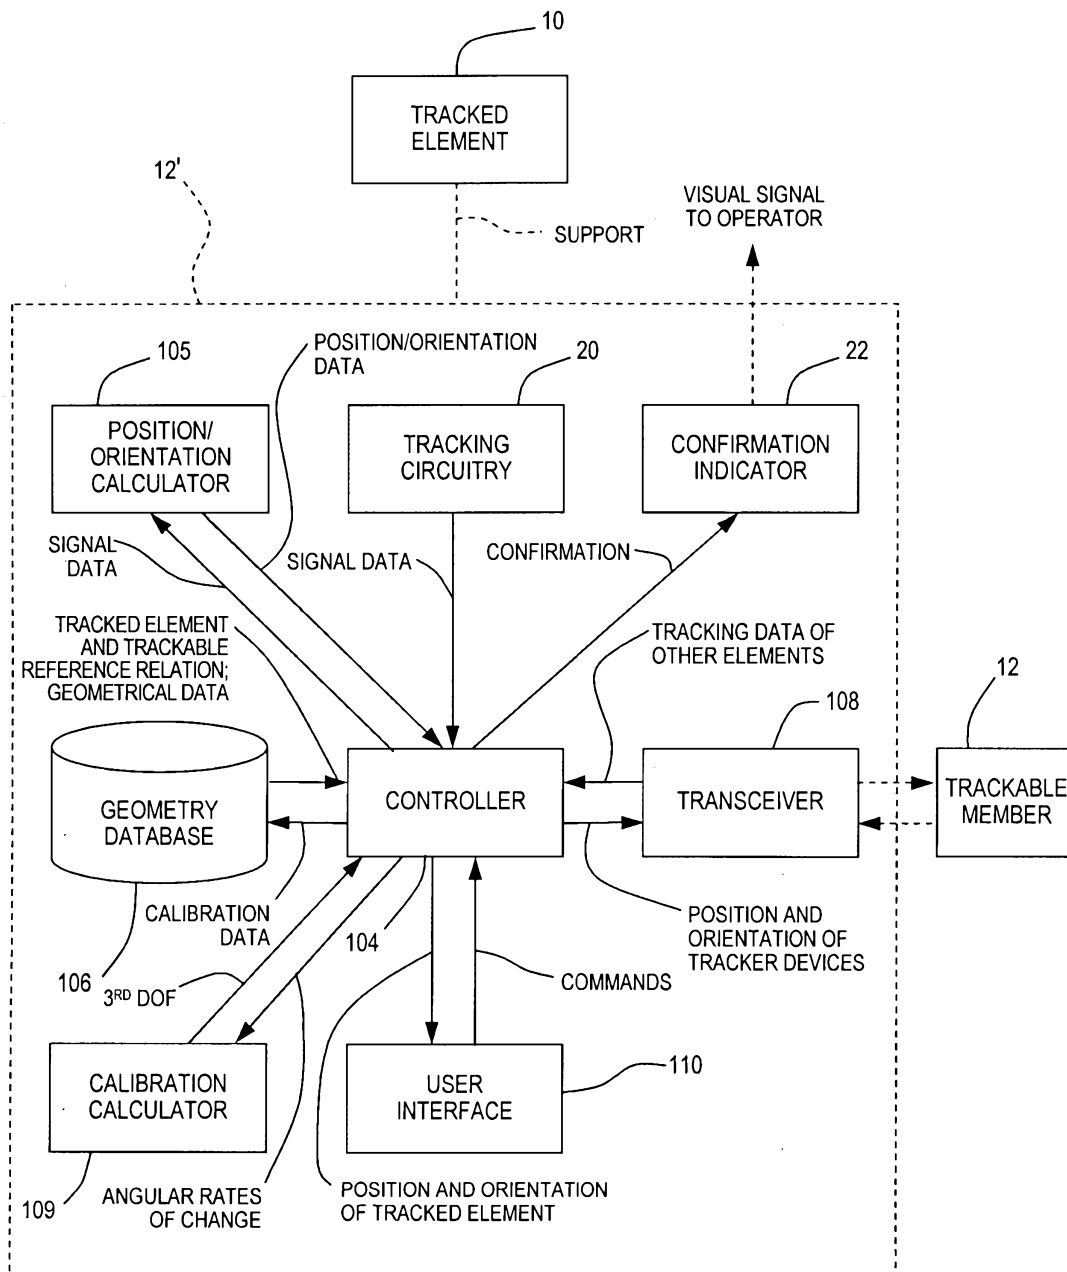 10
TRACKED
ELEMENT
12'
VISUAL SIGNAL
TO OPERATOR
SUPPORT
105
POSITION/ORIENTATION
DATA
20
22
POSITION/
ORIENTATION
CALCULATOR
TRACKING
CIRCUITRY
CONFIRMATION
INDICATOR
SIGNAL
DATA
SIGNAL DATA
CONFIRMATION
TRACKED ELEMENT
AND TRACKABLE
REFERENCE RELATION;
GEOMETRICAL DATA
TRACKING DATA OF
OTHER ELEMENTS
12
108
GEOMETRY
DATABASE
CONTROLLER
TRANSCEIVER
TRACKABLE
MEMBER
CALIBRATION
DATA
104
POSITION AND
ORIENTATION OF
TRACKER DEVICES
106
3RD DOF
COMMANDS
CALIBRATION
CALCULATOR
USER
INTERFACE
110
109
ANGULAR RATES
OF CHANGE
POSITION AND ORIENTATION
OF TRACKED ELEMENT